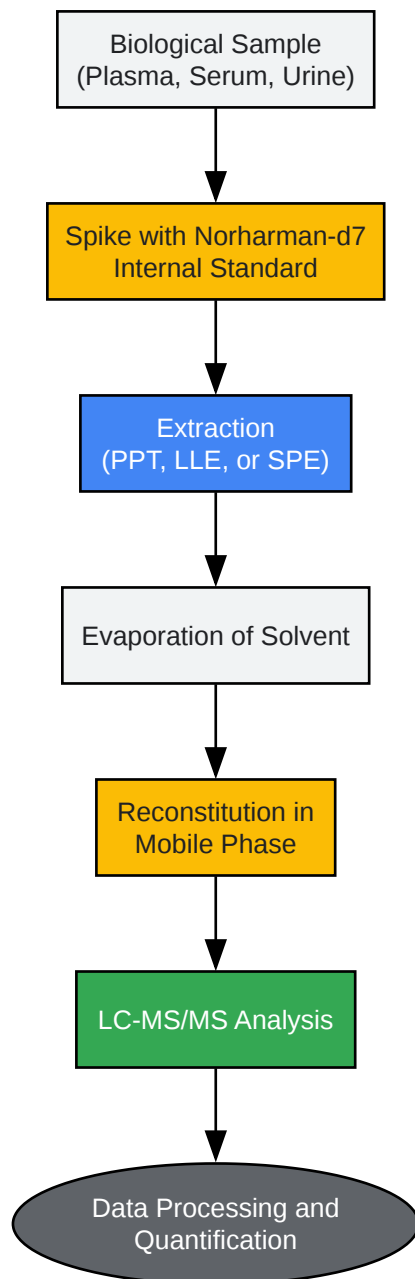 Biological Sample
(Plasma, Serum, Urine)
Spike with Norharman-d7
Internal Standard
Extraction
(PPT, LLE, or SPE)
Evaporation of Solvent
Reconstitution in
Mobile Phase
LC-MS/MS Analysis
Data Processing and
Quantification